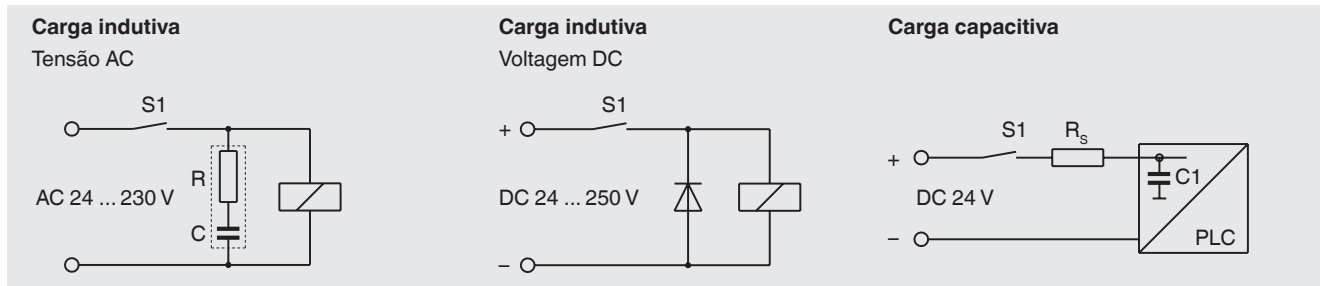 Carga indutiva
Tensão AC
S1
R
AC 24 ... 230 V
C
Carga indutiva
Voltagem DC
S1
+
DC 24 ... 250 V
–
Carga capacitiva
S1
RS
+
C1
DC 24 V
–
PLC